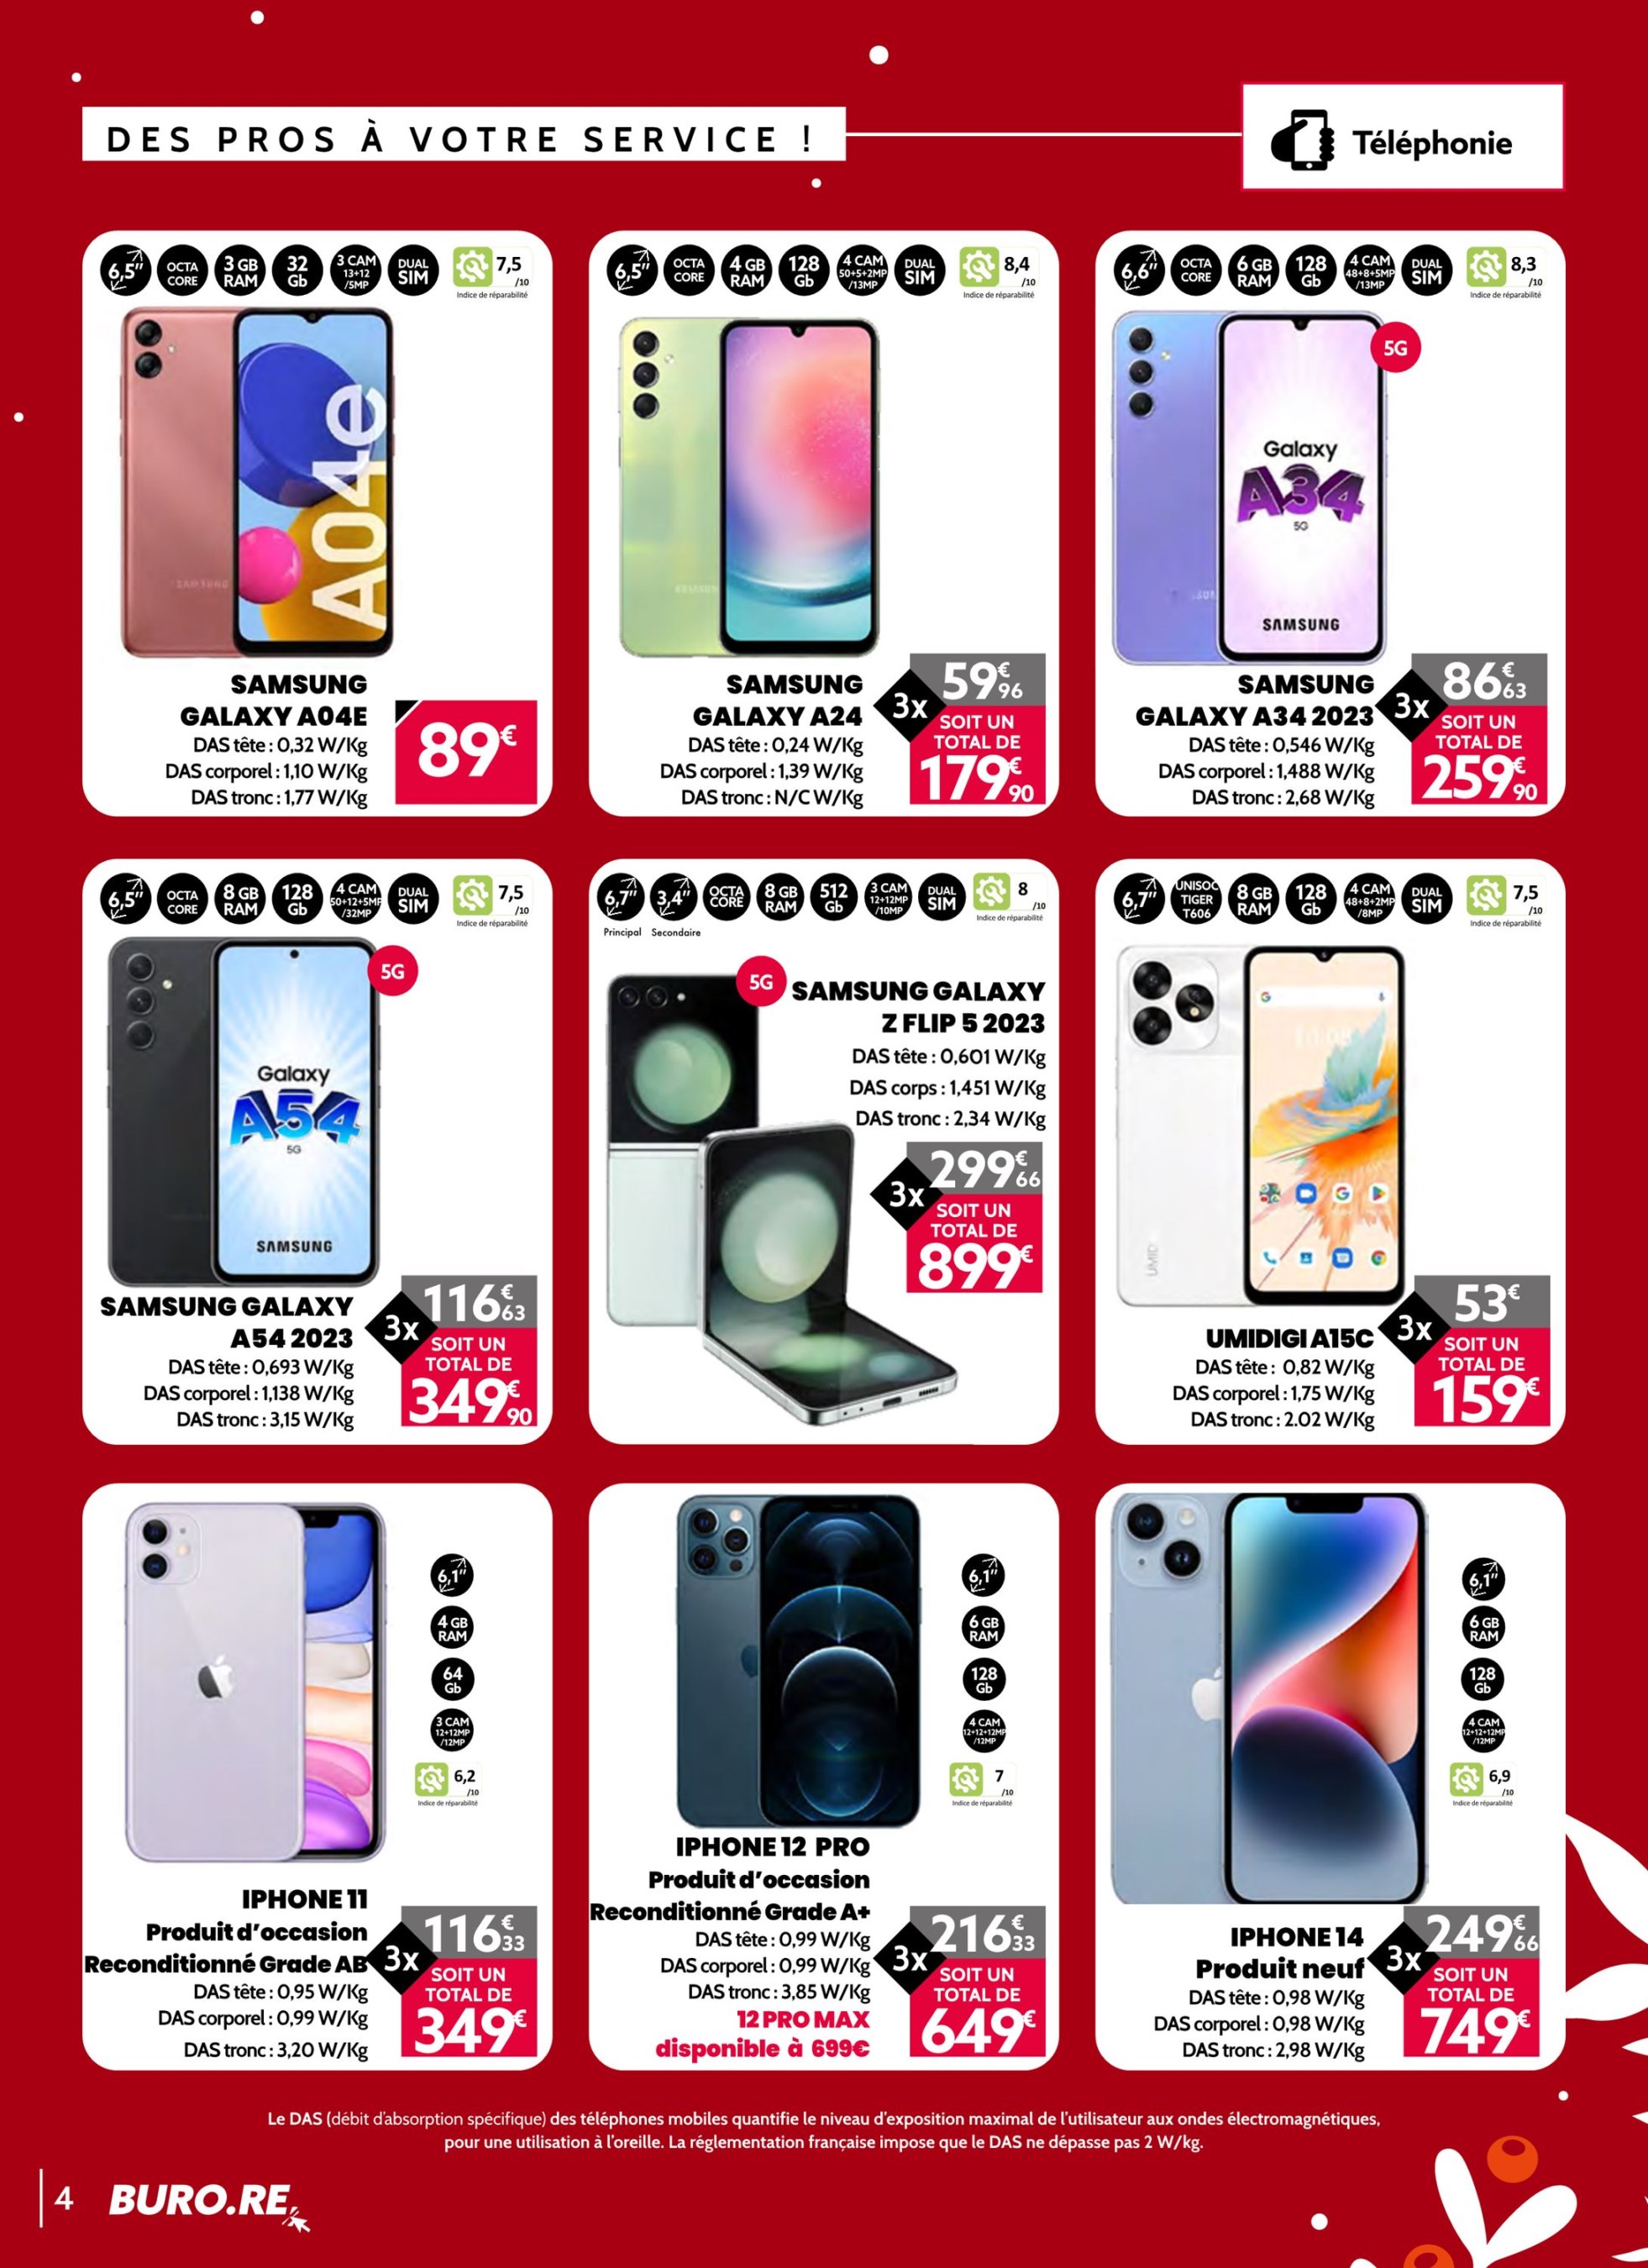 DES PROS À VOTRE SERVICE !
Téléphonie
6,5"
OCTA
CORE
3 GB
RAM
32
Gb
3 CAM
13+12
/5MP
DUAL
SIM
7,5
/10
Indice de réparabilité
A04e
SAMSUNG
SAMSUNG
GALAXY A04E
DAS tête : 0,32 W/Kg
DAS corporel : 1,10 W/Kg
DAS tronc : 1,77 W/Kg
89€
6,5"
OCTA
CORE
4 GB
RAM
128
Gb
4 CAM
50+5+2MP
/13MP
DUAL
SIM
8,4
/10
Indice de réparabilité
SAMSUNG
SAMSUNG
GALAXY A24
DAS tête : 0,24 W/Kg
DAS corporel : 1,39 W/Kg
DAS tronc : N/C W/Kg
3x
59€96
SOIT UN
TOTAL DE
179€90
6,6"
OCTA
CORE
6 GB
RAM
128
Gb
4 CAM
48+8+5MP
/13MP
DUAL
SIM
8,3
/10
Indice de réparabilité
5G
Galaxy
A34
5G
SAMSUNG
SAMSUNG
GALAXY A34 2023
DAS tête : 0,546 W/Kg
DAS corporel : 1,488 W/Kg
DAS tronc : 2,68 W/Kg
3x
86€63
SOIT UN
TOTAL DE
259€90
6,5"
OCTA
CORE
8 GB
RAM
128
Gb
4 CAM
50+12+5MP
/32MP
DUAL
SIM
7,5
/10
Indice de réparabilité
5G
Galaxy
A54
5G
SAMSUNG
SAMSUNG GALAXY
A54 2023
DAS tête : 0,693 W/Kg
DAS corporel : 1,138 W/Kg
DAS tronc : 3,15 W/Kg
3x
116€63
SOIT UN
TOTAL DE
349€90
6,7"
Principal
3,4"
Secondaire
OCTA
CORE
8 GB
RAM
512
Gb
3 CAM
12+12MP
/10MP
DUAL
SIM
8
/10
Indice de réparabilité
5G
SAMSUNG GALAXY
Z FLIP 5 2023
DAS tête : 0,601 W/Kg
DAS corps : 1,451 W/Kg
DAS tronc : 2,34 W/Kg
3x
299€66
SOIT UN
TOTAL DE
899€
6,7"
UNISOC
TIGER
T606
8 GB
RAM
128
Gb
4 CAM
48+8+2MP
/8MP
DUAL
SIM
7,5
/10
Indice de réparabilité
UMIDIGI A15C
DAS tête : 0,82 W/Kg
DAS corporel : 1,75 W/Kg
DAS tronc : 2.02 W/Kg
3x
53€
SOIT UN
TOTAL DE
159€
6,1"
4 GB
RAM
64
Gb
3 CAM
12+12MP
/12MP
6,2
/10
Indice de réparabilité
IPHONE 11
Produit d'occasion
Reconditionné Grade AB
DAS tête : 0,95 W/Kg
DAS corporel : 0,99 W/Kg
DAS tronc : 3,20 W/Kg
3x
116€33
SOIT UN
TOTAL DE
349€
6,1"
6 GB
RAM
128
Gb
4 CAM
12+12+12MP
/12MP
7
/10
Indice de réparabilité
IPHONE 12 PRO
Produit d'occasion
Reconditionné Grade A+
DAS tête : 0,99 W/Kg
DAS corporel : 0,99 W/Kg
DAS tronc : 3,85 W/Kg
12 PRO MAX
disponible à 699€
3x
216€33
SOIT UN
TOTAL DE
649€
6,1"
6 GB
RAM
128
Gb
4 CAM
12+12+12MP
/12MP
6,9
/10
Indice de réparabilité
IPHONE 14
Produit neuf
DAS tête : 0,98 W/Kg
DAS corporel : 0,98 W/Kg
DAS tronc : 2,98 W/Kg
3x
249€66
SOIT UN
TOTAL DE
749€
Le DAS (débit d'absorption spécifique) des téléphones mobiles quantifie le niveau d'exposition maximal de l'utilisateur aux ondes électromagnétiques,
pour une utilisation à l'oreille. La réglementation française impose que le DAS ne dépasse pas 2 W/kg.
4
BURO.RE